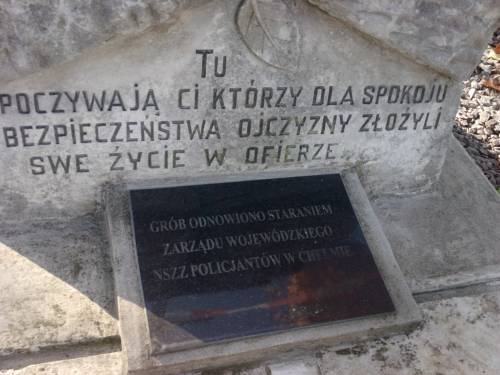 Tu
POCZYWAJĄ CI KTÓRZY DLA SPOKOJU
BEZPIECZEŃSTWA OJCZYZNY ZŁOŻYLI
SWE ŻYCIE W OFIERZE
GRÓB ODNOWIONO STARANIEM
ZARZĄDU WOJEWÓDZKIEGO
NSZZ POLICJANTÓW W CHEŁMIE